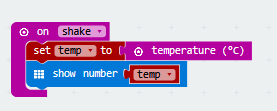 on shake
set temp to temperature (°C)
show number temp